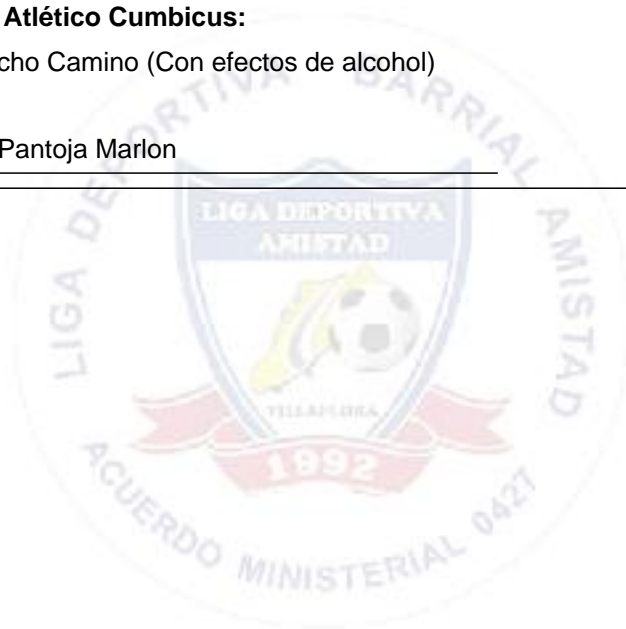 Atlético Cumbicus:
cho Camino (Con efectos de alcohol)
Pantoja Marlon
LIGA DEPORTIVA BARRIAL AMISTAD
LIGA DEPORTIVA
AMISTAD
VILLAFLORA
1992
ACUERDO MINISTERIAL 0427